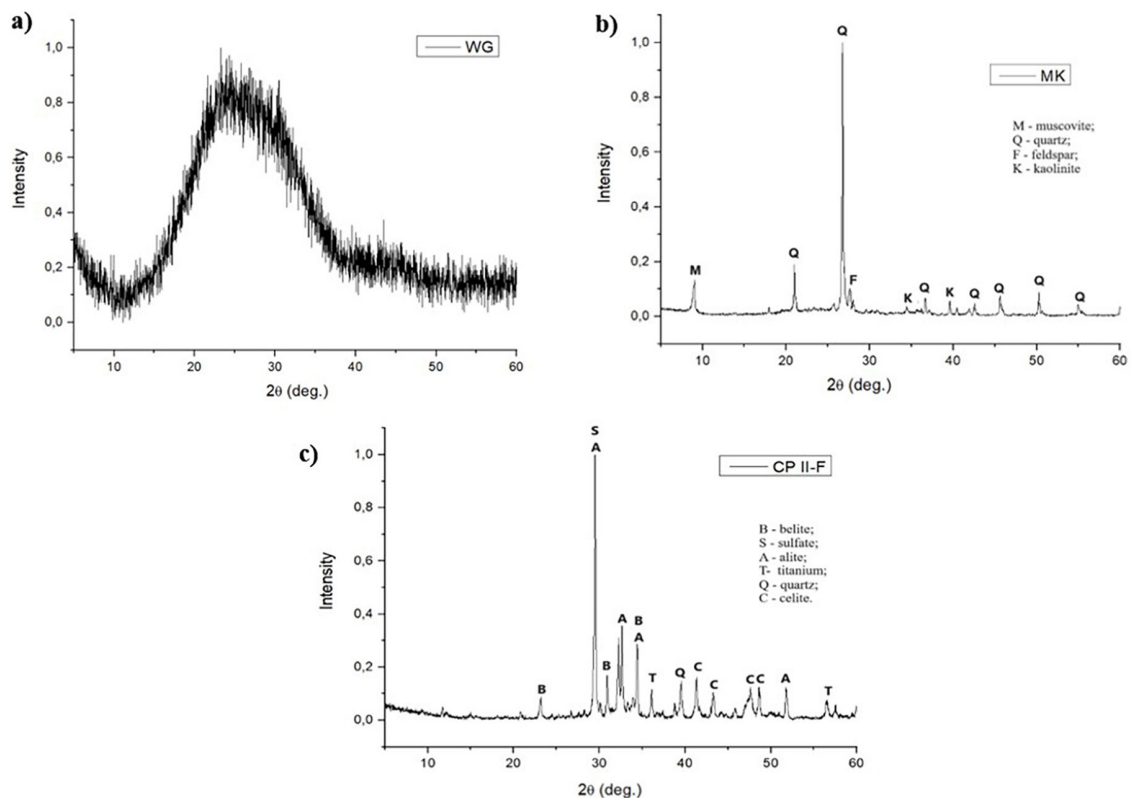 a)
WG
Intensity
1,0
0,8
0,6
0,4
0,2
0,0
10 20 30 40 50 60
2θ (deg.)
b)
MK
M - muscovite;
Q - quartz;
F - feldspar;
K - kaolinite
Intensity
1,0
0,8
0,6
0,4
0,2
0,0
M Q Q F K Q K Q Q Q Q
10 20 30 40 50 60
2θ (deg.)
c)
CP II-F
B - belite;
S - sulfate;
A - alite;
T- titanium;
Q - quartz;
C - celite.
Intensity
1,0
0,8
0,6
0,4
0,2
0,0
S
A
B
B A A T Q C C C C A T
B
10 20 30 40 50 60
2θ (deg.)